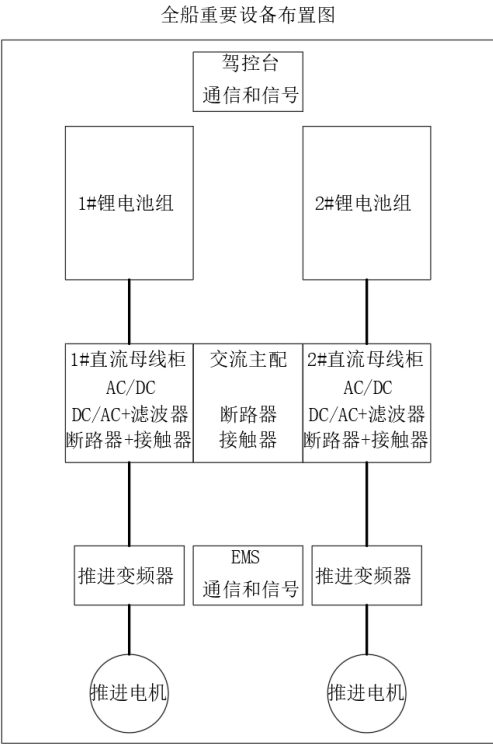 全船重要设备布置图
驾控台
通信和信号
1#锂电池组
2#锂电池组
1#直流母线柜
AC/DC
DC/AC+滤波器
断路器+接触器
交流主配
断路器
接触器
2#直流母线柜
AC/DC
DC/AC+滤波器
断路器+接触器
推进变频器
EMS
通信和信号
推进变频器
推进电机
推进电机